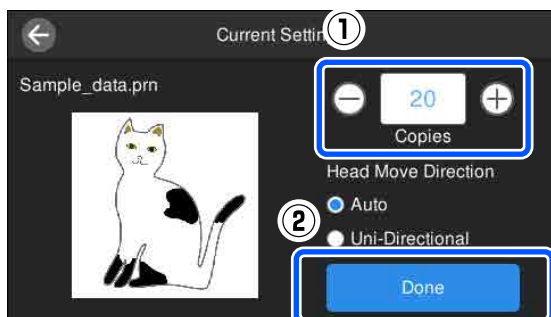 Current Settin
①
Sample_data.prn
20
Copies
Head Move Direction
Auto
②
Uni-Directional
Done